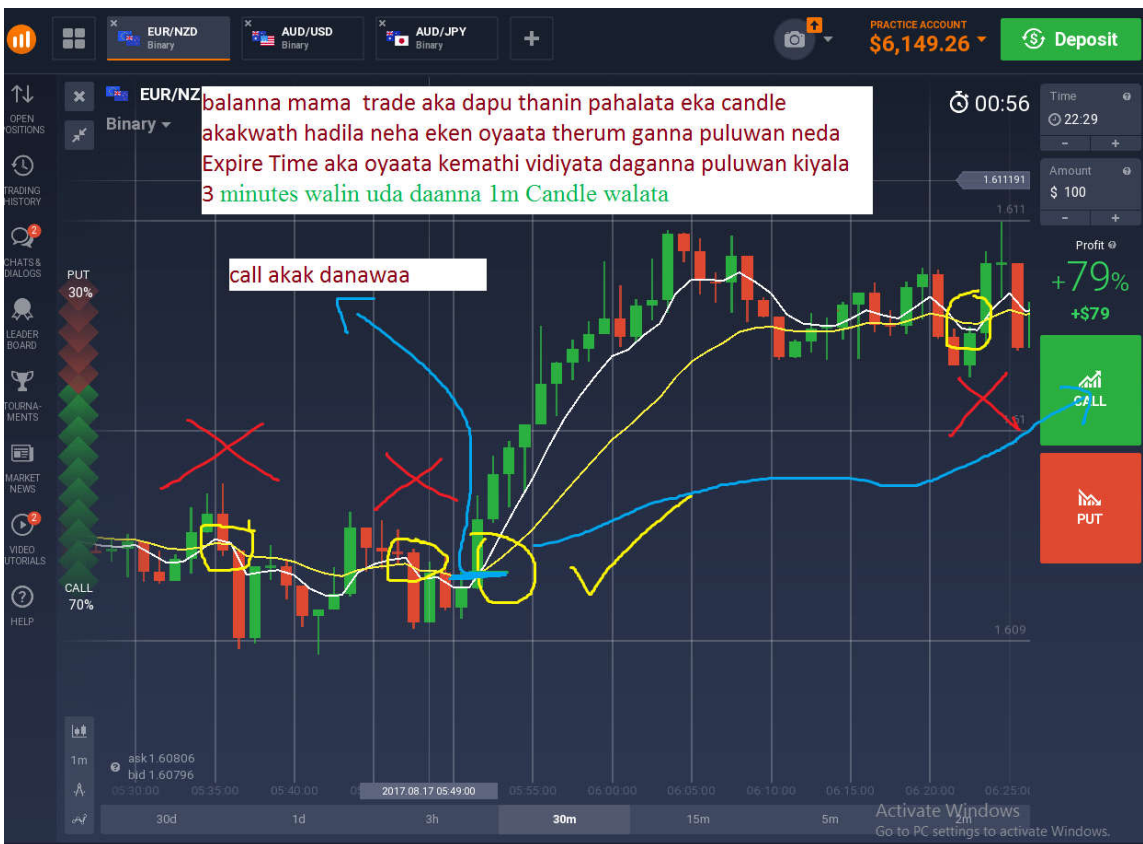 EUR/NZD
Binary
AUD/USD
Binary
AUD/JPY
Binary
PRACTICE ACCOUNT
$6,149.26
Deposit
OPEN
POSITIONS
TRADING
HISTORY
2
CHATS &
DIALOGS
LEADER
BOARD
TOURNA-
MENTS
MARKET
NEWS
2
VIDEO
TUTORIALS
HELP
EUR/NZ
Binary
balanna mama trade aka dapu thanin pahalata eka candle
akakwath hadila neha eken oyaata therum ganna puluwan neda
Expire Time aka oyaata kemathi vidiyata daganna puluwan kiyala
3 minutes walin uda daanna 1m Candle walata
call akak danawaa
00:56
1.611191
1.611
1.609
PUT
30%
CALL
70%
Time
22:29
- +
Amount
$ 100
- +
Profit
+79%
+$79
CALL
PUT
1m
ask 1.60806
bid 1.60796
05:30:00 05:35:00 05:40:00 2017.08.17 05:49:00 05:55:00 06:00:00 06:05:00 06:10:00 06:15:00 06:20:00 06:25:0
30d 1d 3h 30m 15m 5m 2m
Activate Windows
Go to PC settings to activate Windows.